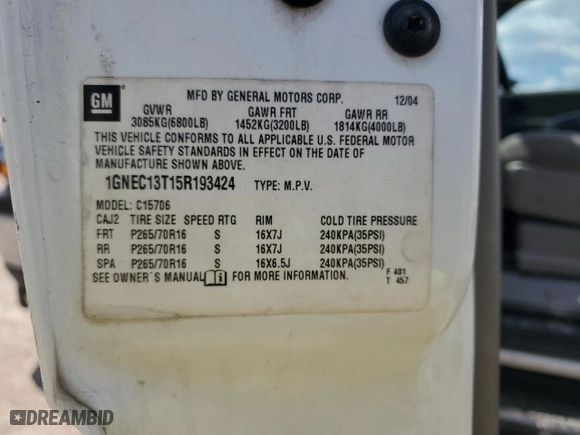 GM
MFD BY GENERAL MOTORS CORP. 12/04
GVWR GAWR FRT GAWR RR
3085KG(6800LB) 1452KG(3200LB) 1814KG(4000LB)
THIS VEHICLE CONFORMS TO ALL APPLICABLE U.S. FEDERAL MOTOR
VEHICLE SAFETY STANDARDS IN EFFECT ON THE DATE OF
MANUFACTURE SHOWN ABOVE.
1GNEC13T15R193424 TYPE: M.P.V.
MODEL: C15706
CAJ2 TIRE SIZE SPEED RTG RIM COLD TIRE PRESSURE
FRT P265/70R16 S 16X7J 240KPA(35PSI)
RR P265/70R16 S 16X7J 240KPA(35PSI)
SPA P265/70R16 S 16X6.5J 240KPA(35PSI)
SEE OWNER'S MANUAL FOR MORE INFORMATION.
F 401
T 457
DREAMBID